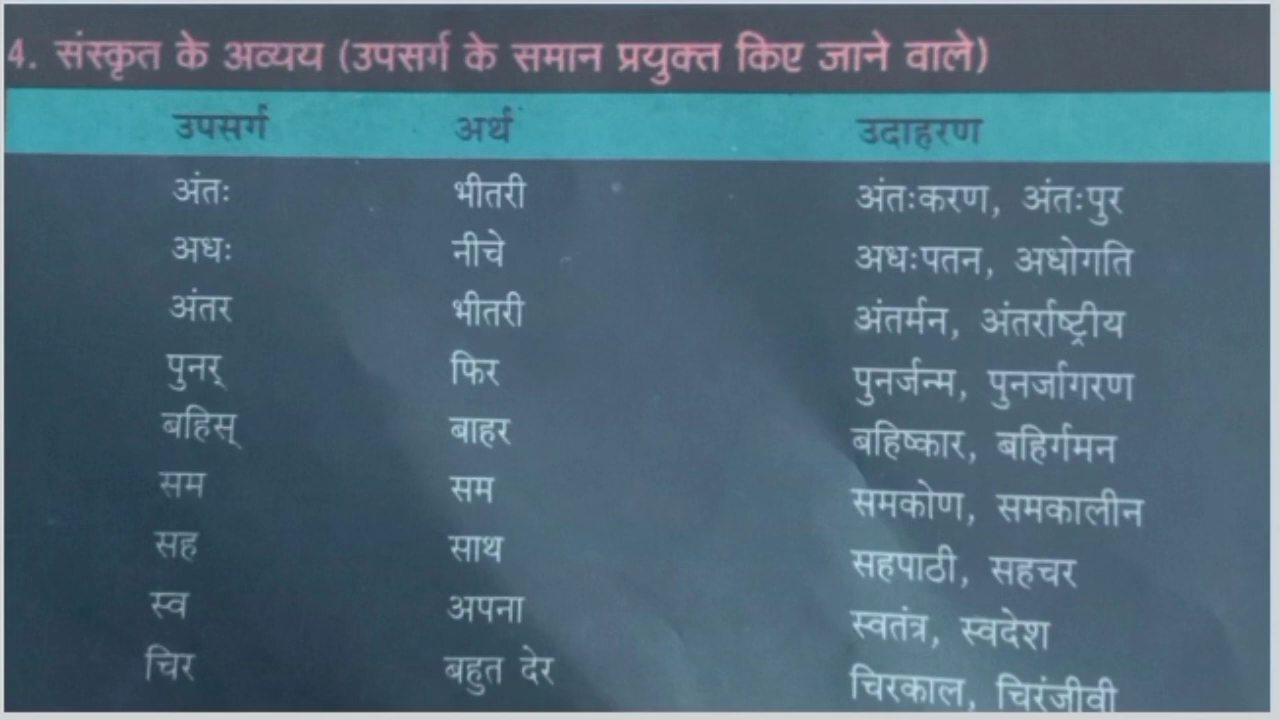 4. संस्कृत के अव्यय (उपसर्ग के समान प्रयुक्त किए जाने वाले)
उपसर्ग अर्थ उदाहरण
अंतः भीतरी अंतःकरण, अंतःपुर
अधः नीचे अधःपतन, अधोगति
अंतर भीतरी अंतर्मन, अंतर्राष्ट्रीय
पुनर् फिर पुनर्जन्म, पुनर्जागरण
बहिस् बाहर बहिष्कार, बहिर्गमन
सम सम समकोण, समकालीन
सह साथ सहपाठी, सहचर
स्व अपना स्वतंत्र, स्वदेश
चिर बहुत देर चिरकाल, चिरंजीवी